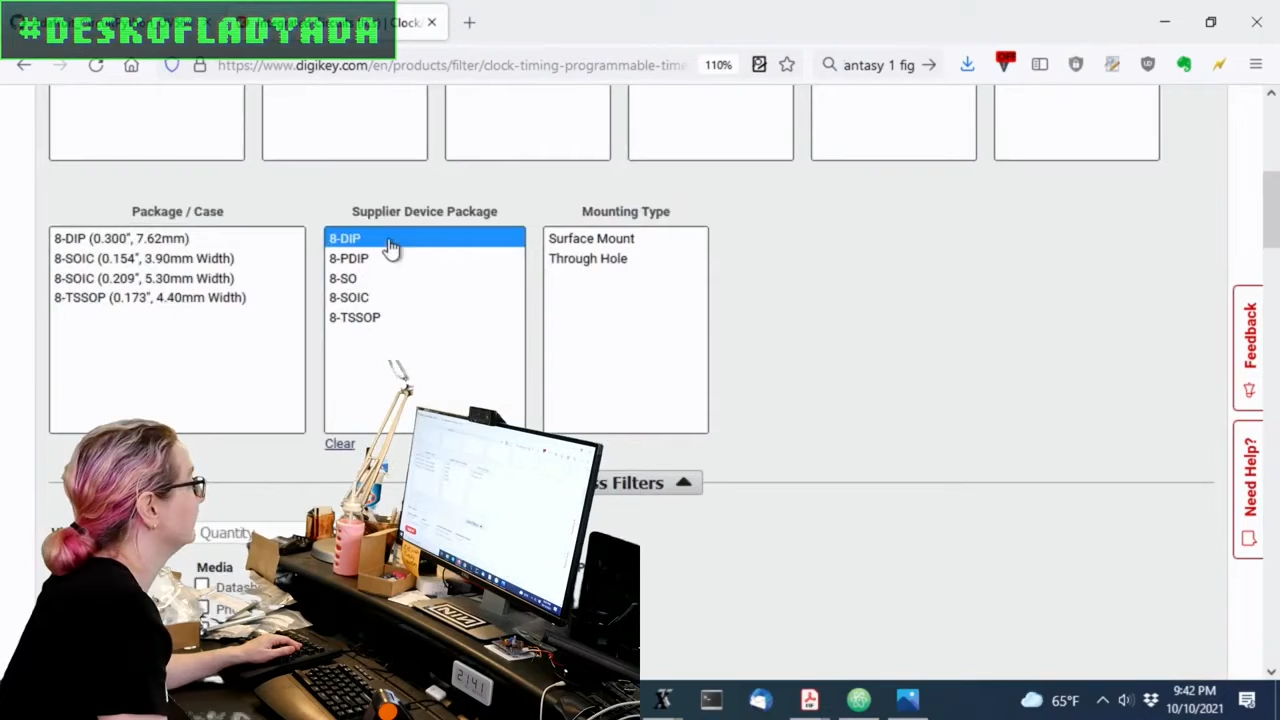 #DESKOFLADYADA
Clock/
https://www.digikey.com/en/products/filter/clock-timing-programmable-time
110%
antasy 1 fig
Package / Case
Supplier Device Package
Mounting Type
8-DIP (0.300", 7.62mm)
8-SOIC (0.154", 3.90mm Width)
8-SOIC (0.209", 5.30mm Width)
8-TSSOP (0.173", 4.40mm Width)
8-DIP
8-PDIP
8-SO
8-SOIC
8-TSSOP
Surface Mount
Through Hole
Clear
ss Filters
Quantity
Media
Datash
Feedback
Need Help?
21:41
65°F
9:42 PM
10/10/2021